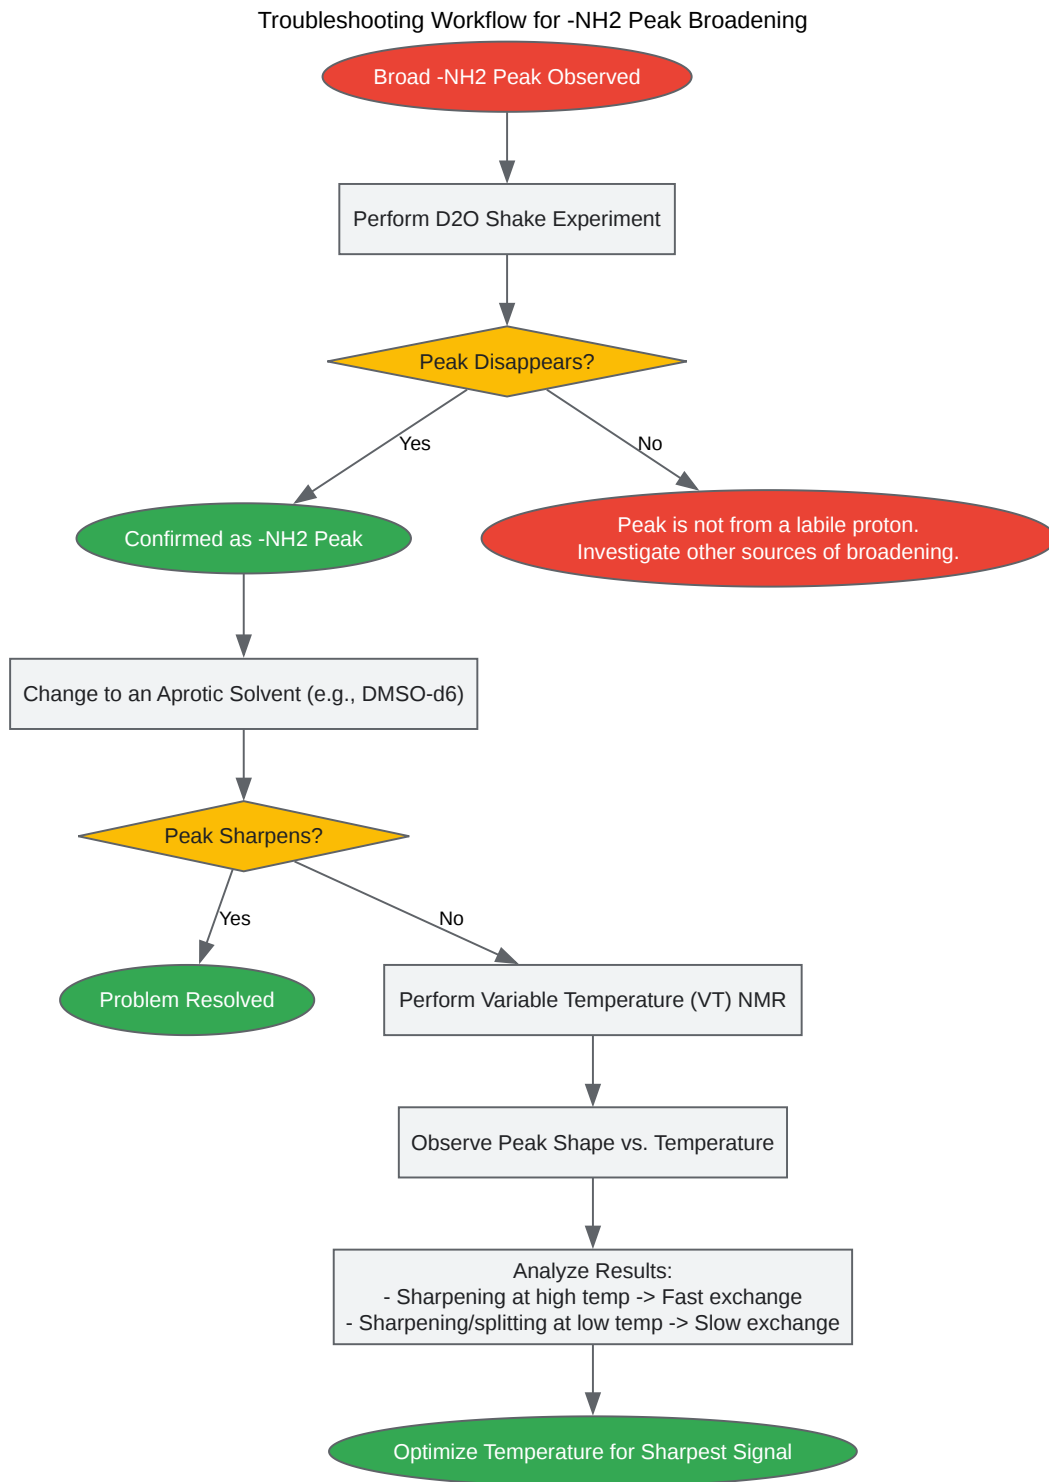 Troubleshooting Workflow for -NH2 Peak Broadening
Broad -NH2 Peak Observed
Perform D2O Shake Experiment
Peak Disappears?
Yes
No
Confirmed as -NH2 Peak
Peak is not from a labile proton.
Investigate other sources of broadening.
Change to an Aprotic Solvent (e.g., DMSO-d6)
Peak Sharpens?
Yes
No
Problem Resolved
Perform Variable Temperature (VT) NMR
Observe Peak Shape vs. Temperature
Analyze Results:
- Sharpening at high temp -> Fast exchange
- Sharpening/splitting at low temp -> Slow exchange
Optimize Temperature for Sharpest Signal